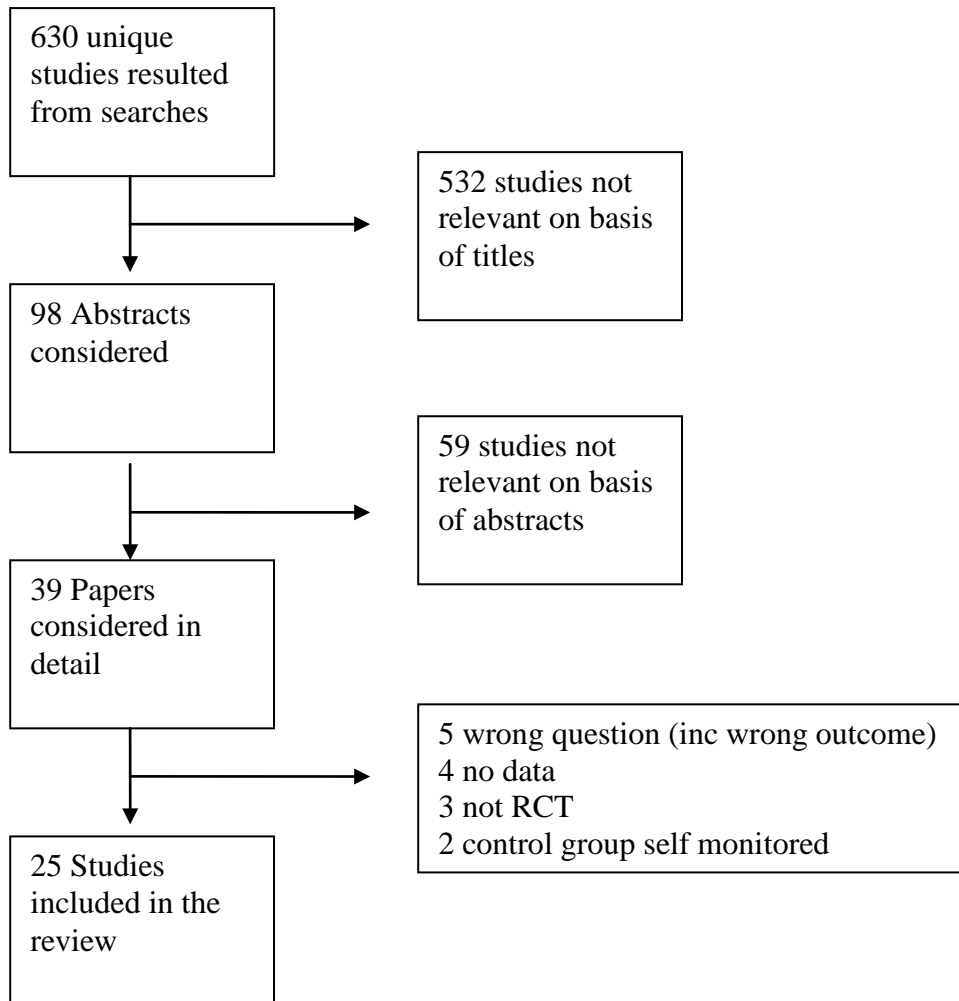 630 unique
studies resulted
from searches
532 studies not
relevant on basis
of titles
98 Abstracts
considered
59 studies not
relevant on basis
of abstracts
39 Papers
considered in
detail
5 wrong question (inc wrong outcome)
4 no data
3 not RCT
2 control group self monitored
25 Studies
included in the
review